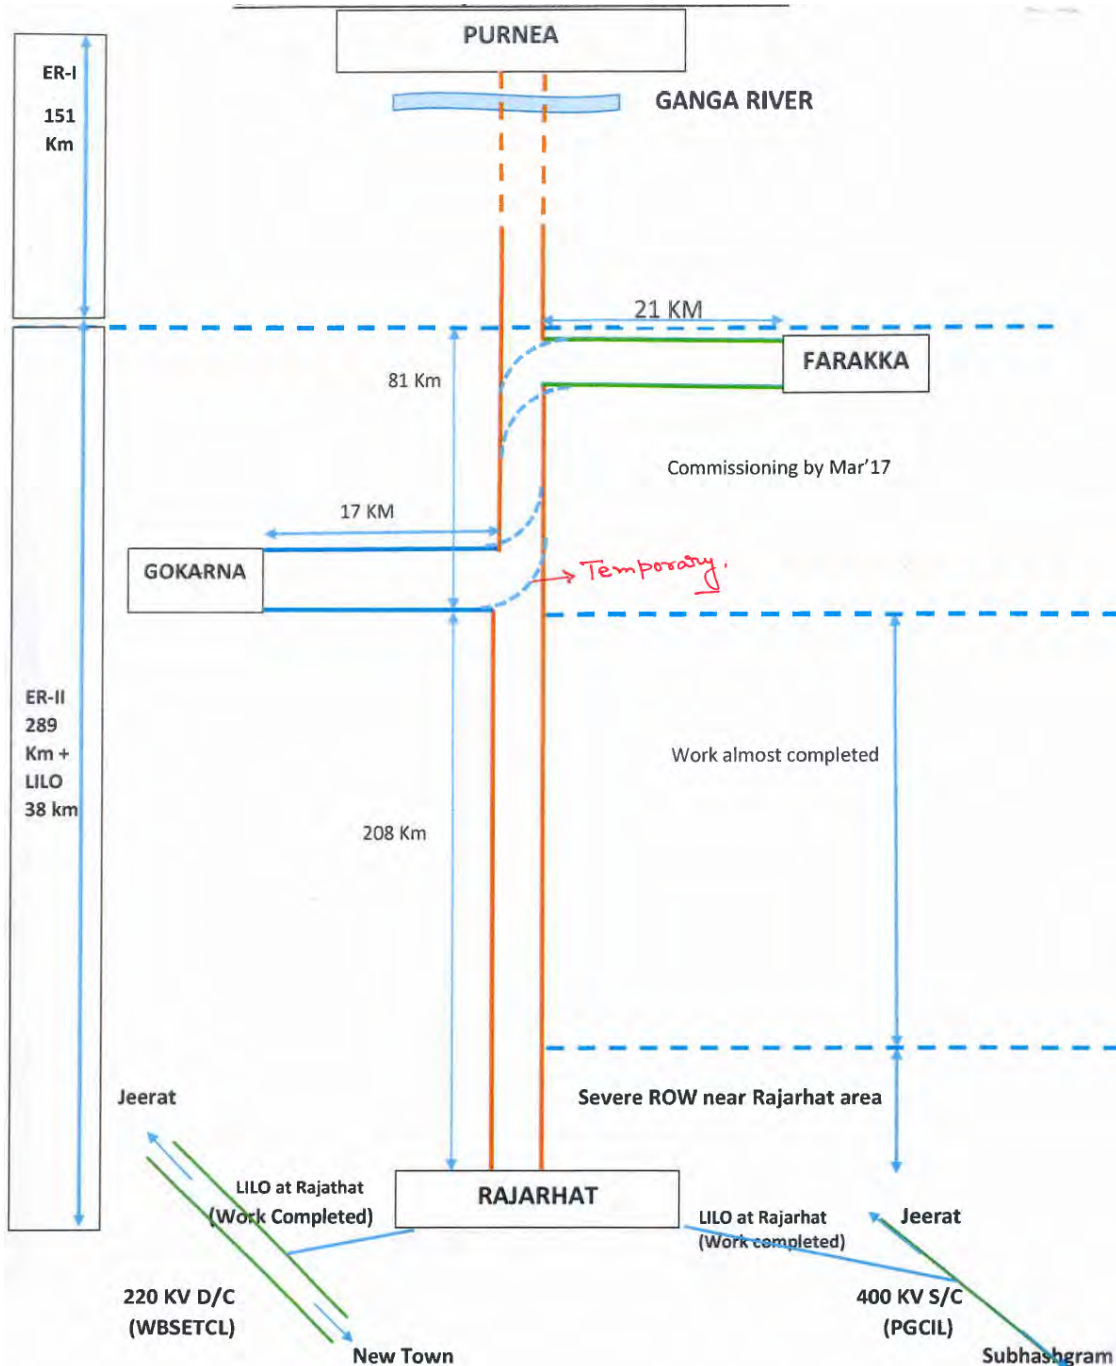 PURNEA
ER-I
151
Km
GANGA RIVER
21 KM
FARAKKA
81 Km
Commissioning by Mar'17
17 KM
GOKARNA
Temporary.
ER-II
289
Km +
LILO
38 km
Work almost completed
208 Km
Severe ROW near Rajarhat area
Jeerat
LILO at Rajathat
(Work Completed)
RAJARHAT
LILO at Rajarhat
(Work completed)
Jeerat
220 KV D/C
(WBSETCL)
400 KV S/C
(PGCIL)
New Town
Subhashgram